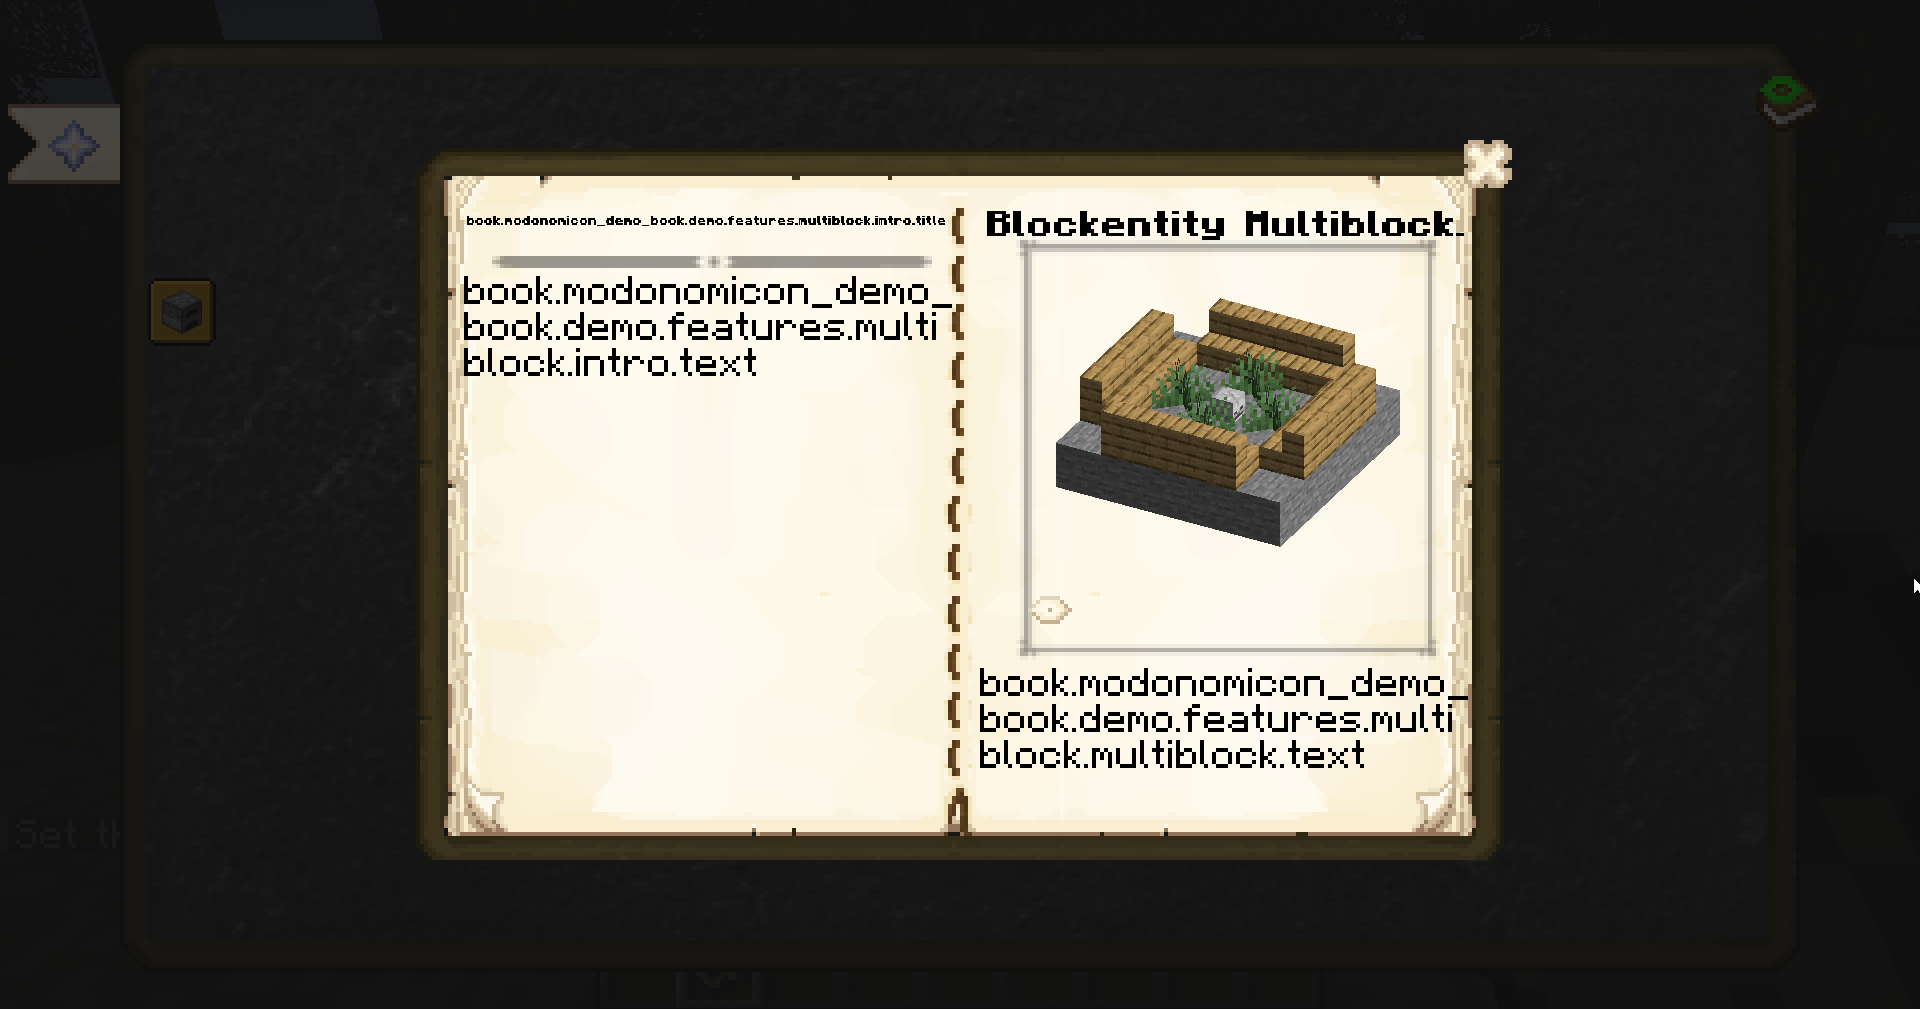 book.modonomicon_demo_book.demo.features.multiblock.intro.title
book.modonomicon_demo_
book.demo.features.multi
block.intro.text
Blockentity Multiblock.
book.modonomicon_demo_
book.demo.features.multi
block.multiblock.text
Set th